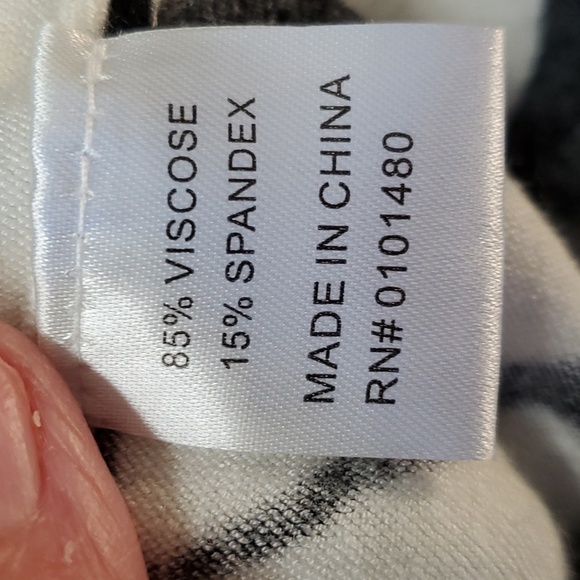 85% VISCOSE
15% SPANDEX
MADE IN CHINA
RN# 0101480